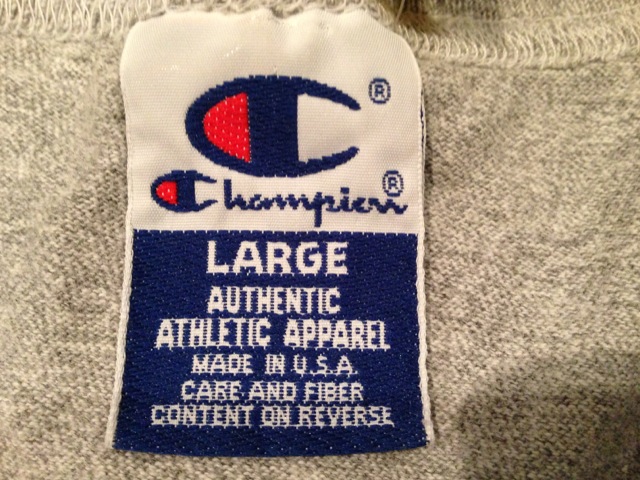 ®
Champion®
LARGE
AUTHENTIC
ATHLETIC APPAREL
MADE IN U.S.A.
CARE AND FIBER
CONTENT ON REVERSE